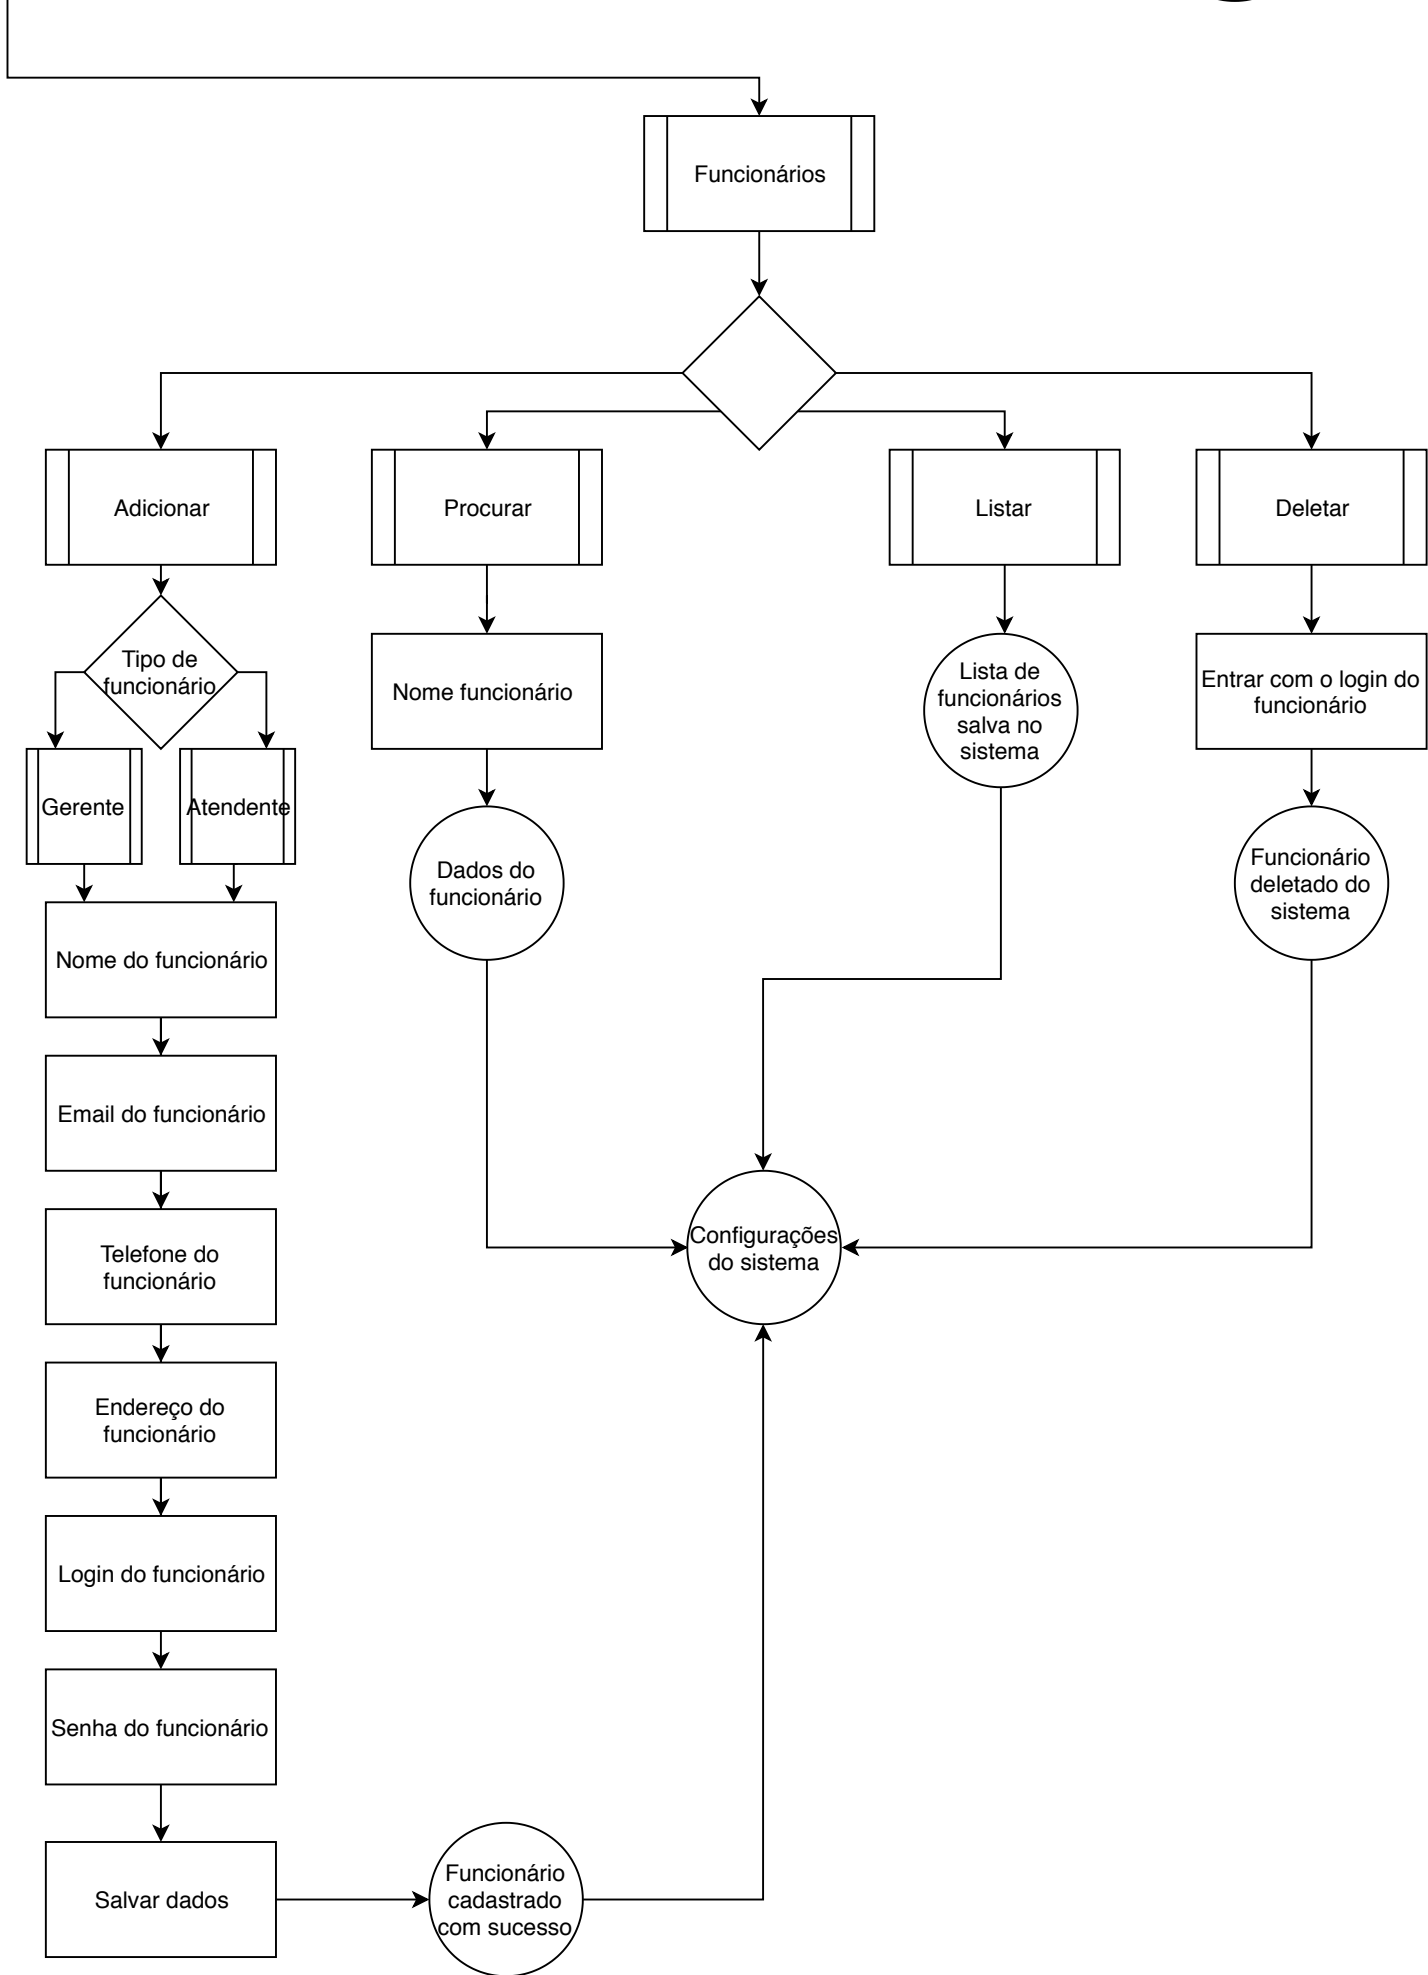 Funcionários
Adicionar
Procurar
Listar
Deletar
Tipo de
funcionário
Nome funcionário
Lista de
funcionários
salva no
sistema
Entrar com o login do
funcionário
Gerente
Atendente
Dados do
funcionário
Funcionário
deletado do
sistema
Nome do funcionário
Email do funcionário
Telefone do
funcionário
Configurações
do sistema
Endereço do
funcionário
Login do funcionário
Senha do funcionário
Salvar dados
Funcionário
cadastrado
com sucesso